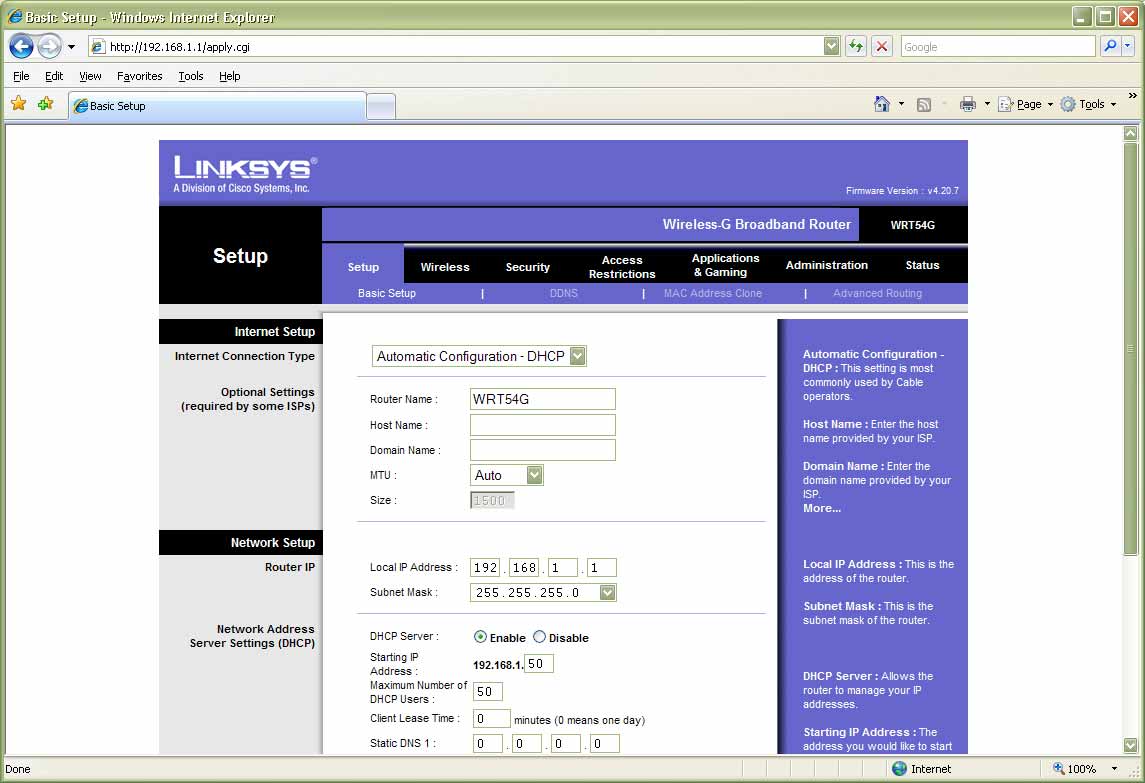 Basic Setup - Windows Internet Explorer
http://192.168.1.1/apply.cgi
Google
File Edit View Favorites Tools Help
Basic Setup
Page Tools »
LINKSYS®
A Division of Cisco Systems, Inc.
Firmware Version : v4.20.7
Wireless-G Broadband Router WRT54G
Setup
Setup Wireless Security Access Restrictions Applications & Gaming Administration Status
Basic Setup | DDNS | MAC Address Clone | Advanced Routing
Internet Setup
Internet Connection Type
Automatic Configuration - DHCP
Optional Settings
(required by some ISPs)
Router Name : WRT54G
Host Name :
Domain Name :
MTU : Auto
Size : 1500
Automatic Configuration -
DHCP : This setting is most
commonly used by Cable
operators.
Host Name : Enter the host
name provided by your ISP.
Domain Name : Enter the
domain name provided by your
ISP.
More...
Network Setup
Router IP
Local IP Address : 192 . 168 . 1 . 1
Subnet Mask : 255.255.255.0
Local IP Address : This is the
address of the router.
Subnet Mask : This is the
subnet mask of the router.
Network Address
Server Settings (DHCP)
DHCP Server : Enable Disable
Starting IP
Address : 192.168.1. 50
Maximum Number of
DHCP Users : 50
Client Lease Time : 0 minutes (0 means one day)
Static DNS 1 : 0 . 0 . 0 . 0
DHCP Server : Allows the
router to manage your IP
addresses.
Starting IP Address : The
address you would like to start
Done
Internet
100%